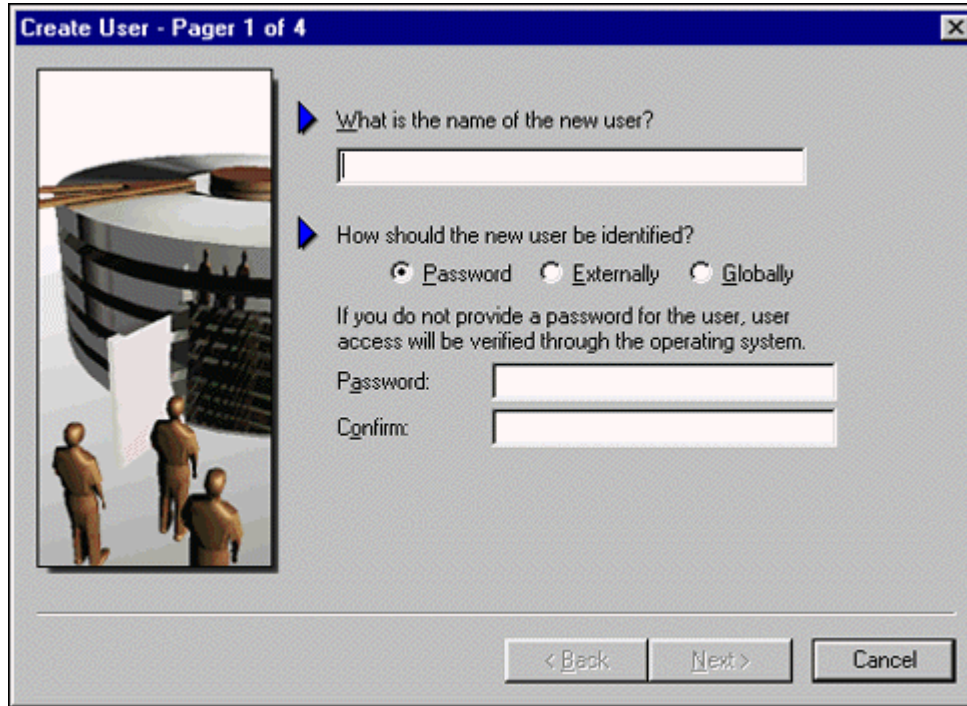 Create User - Pager 1 of 4
What is the name of the new user?
How should the new user be identified?
Password Externally Globally
If you do not provide a password for the user, user
access will be verified through the operating system.
Password:
Confirm:
< Back Next > Cancel